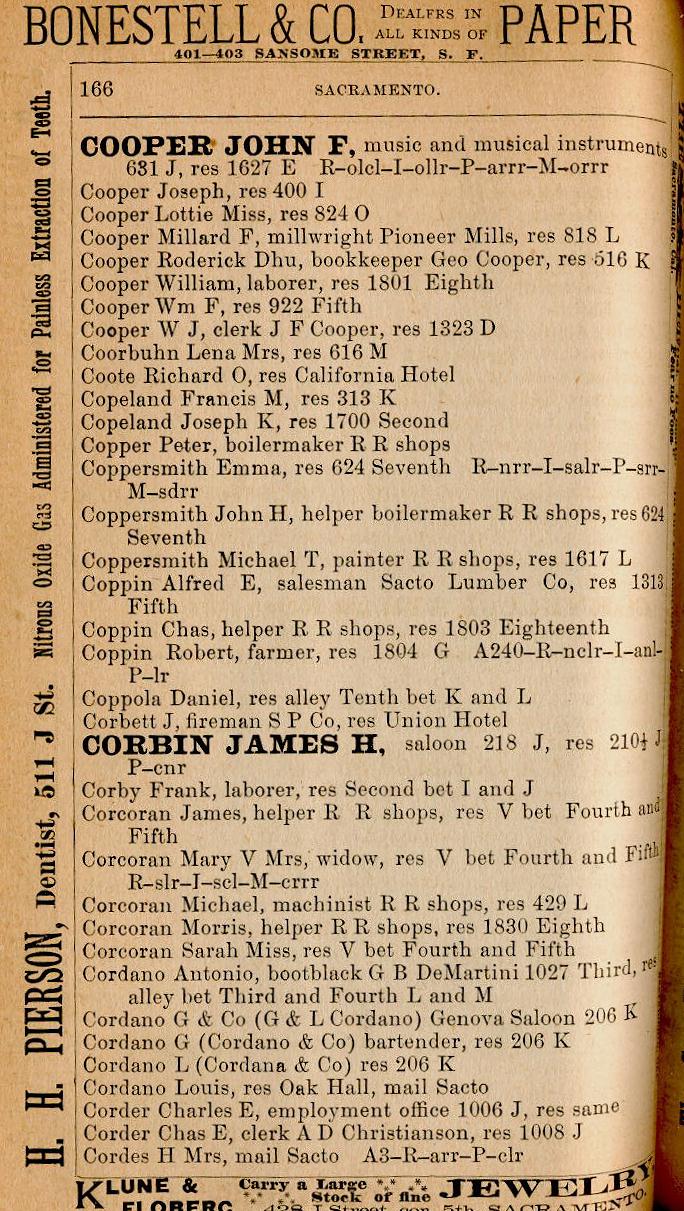 BONESTELL & CO. DEALERS IN ALL KINDS OF PAPER
401—403 SANSOME STREET, S. F.
166 SACRAMENTO.
COOPER JOHN F, music and musical instruments
631 J, res 1627 E R–olcl–I–ollr–P–arrr–M–orrr
Cooper Joseph, res 400 I
Cooper Lottie Miss, res 824 O
Cooper Millard F, millwright Pioneer Mills, res 818 L
Cooper Roderick Dhu, bookkeeper Geo Cooper, res 516 K
Cooper William, laborer, res 1801 Eighth
Cooper Wm F, res 922 Fifth
Cooper W J, clerk J F Cooper, res 1323 D
Coorbuhn Lena Mrs, res 616 M
Coote Richard O, res California Hotel
Copeland Francis M, res 313 K
Copeland Joseph K, res 1700 Second
Copper Peter, boilermaker R R shops
Coppersmith Emma, res 624 Seventh R–nrr–I–salr–P–srr–
M–sdrr
Coppersmith John H, helper boilermaker R R shops, res 624
Seventh
Coppersmith Michael T, painter R R shops, res 1617 L
Coppin Alfred E, salesman Sacto Lumber Co, res 1313
Fifth
Coppin Chas, helper R R shops, res 1803 Eighteenth
Coppin Robert, farmer, res 1804 G A240–R–nclr–I–anl–
P–lr
Coppola Daniel, res alley Tenth bet K and L
Corbett J, fireman S P Co, res Union Hotel
CORBIN JAMES H, saloon 218 J, res 210½ J
P–cnr
Corby Frank, laborer, res Second bet I and J
Corcoran James, helper R R shops, res V bet Fourth and
Fifth
Corcoran Mary V Mrs, widow, res V bet Fourth and Fifth
R–slr–I–scl–M–crrr
Corcoran Michael, machinist R R shops, res 429 L
Corcoran Morris, helper R R shops, res 1830 Eighth
Corcoran Sarah Miss, res V bet Fourth and Fifth
Cordano Antonio, bootblack G B DeMartini 1027 Third, res
alley bet Third and Fourth L and M
Cordano G & Co (G & L Cordano) Genova Saloon 206 K
Cordano G (Cordano & Co) bartender, res 206 K
Cordano L (Cordana & Co) res 206 K
Cordano Louis, res Oak Hall, mail Sacto
Corder Charles E, employment office 1006 J, res same
Corder Chas E, clerk A D Christianson, res 1008 J
Cordes H Mrs, mail Sacto A3–R–arr–P–clr
H. H. PIERSON, Dentist, 511 J St. Nitrous Oxide Gas Administered for Painless Extraction of Teeth.
KLUNE & FLOBERG Carry a Large Stock of fine JEWELRY
428 J Street, cor. 5th, SACRAMENTO.